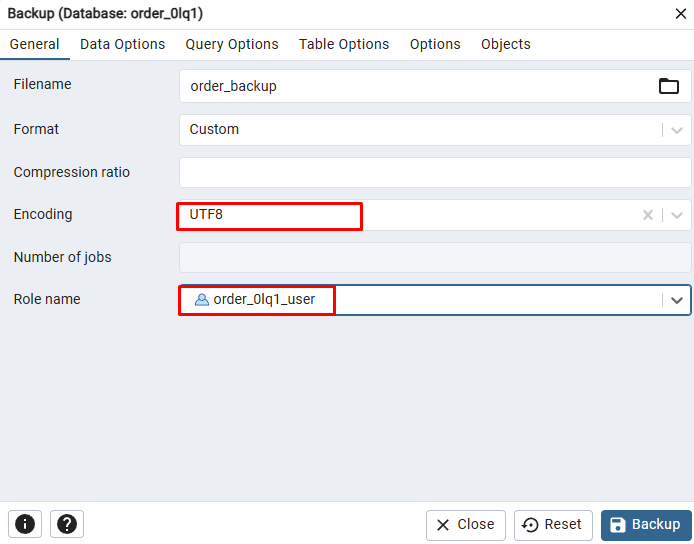 Backup (Database: order_0lq1)
General Data Options Query Options Table Options Options Objects
Filename order_backup
Format Custom
Compression ratio
Encoding UTF8
Number of jobs
Role name order_0lq1_user
Close Reset Backup